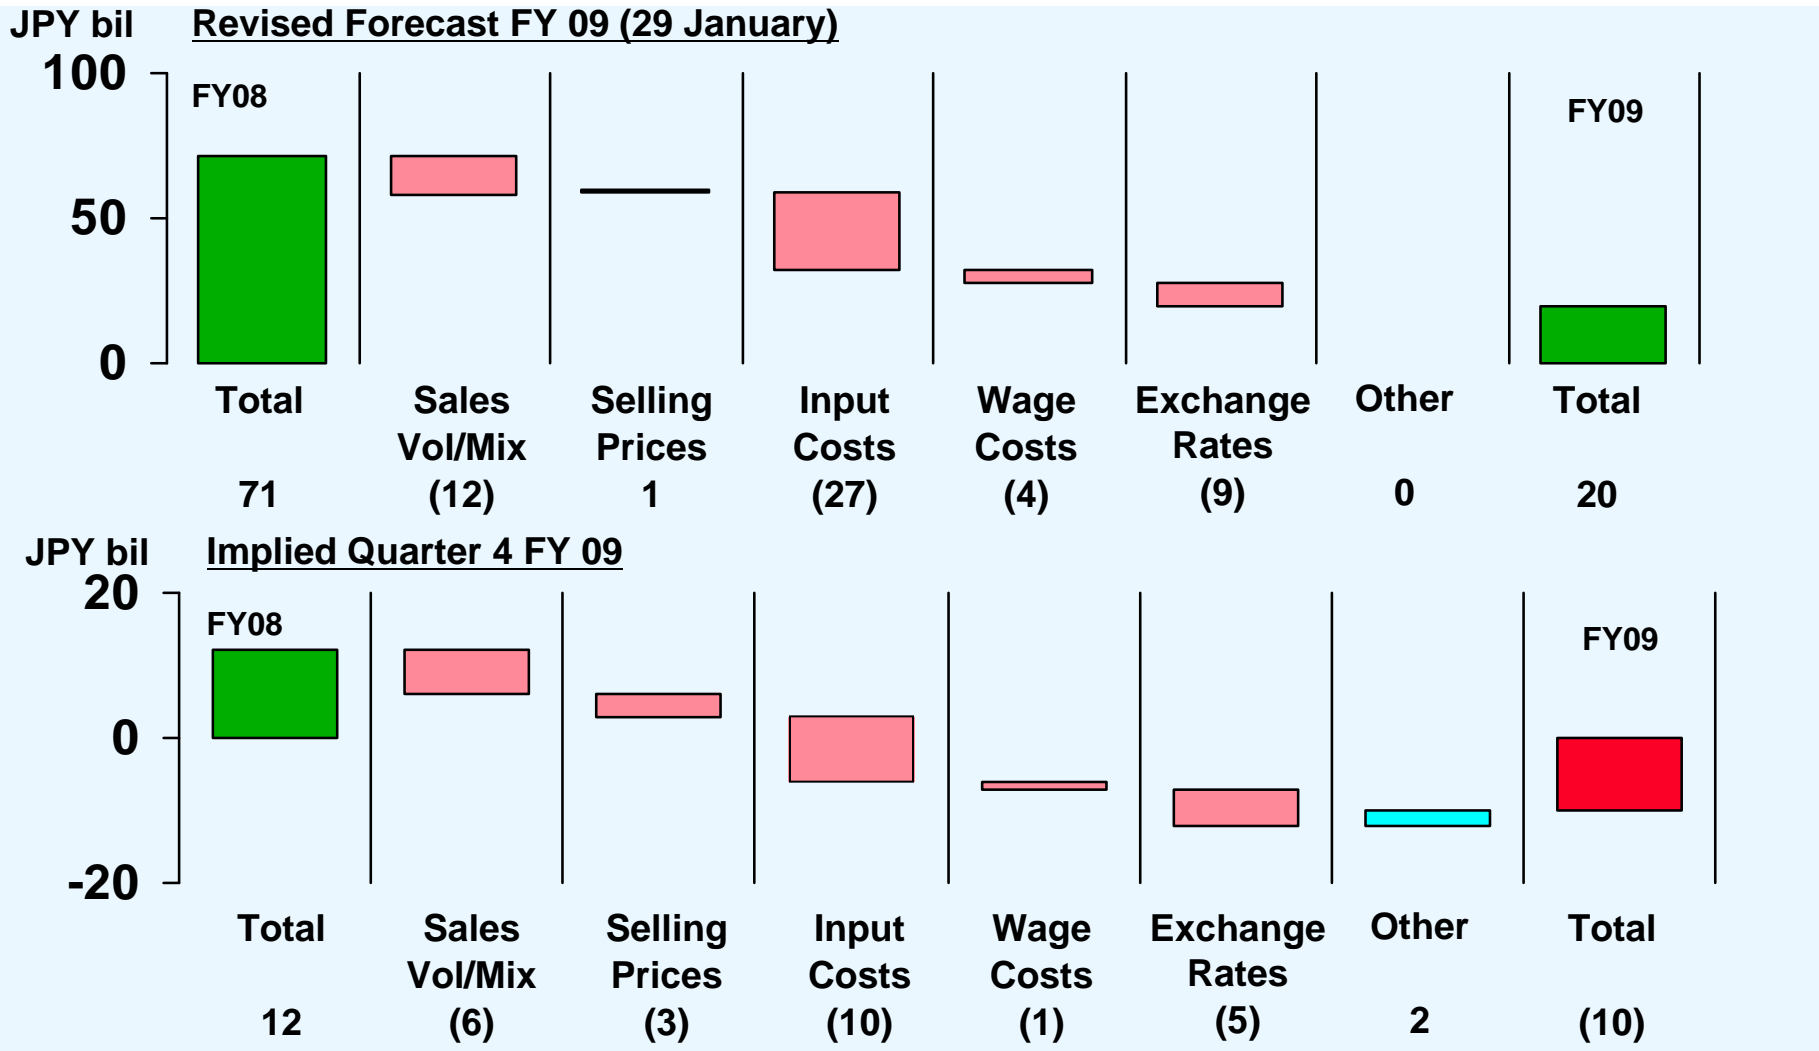 JPY bil
Revised Forecast FY 09 (29 January)
100
50
0
FY08
FY09
Total Sales Selling Input Wage Exchange Other Total
Vol/Mix Prices Costs Costs Rates
71 (12) 1 (27) (4) (9) 0 20
JPY bil
Implied Quarter 4 FY 09
20
0
-20
FY08
FY09
Total Sales Selling Input Wage Exchange Other Total
Vol/Mix Prices Costs Costs Rates
12 (6) (3) (10) (1) (5) 2 (10)